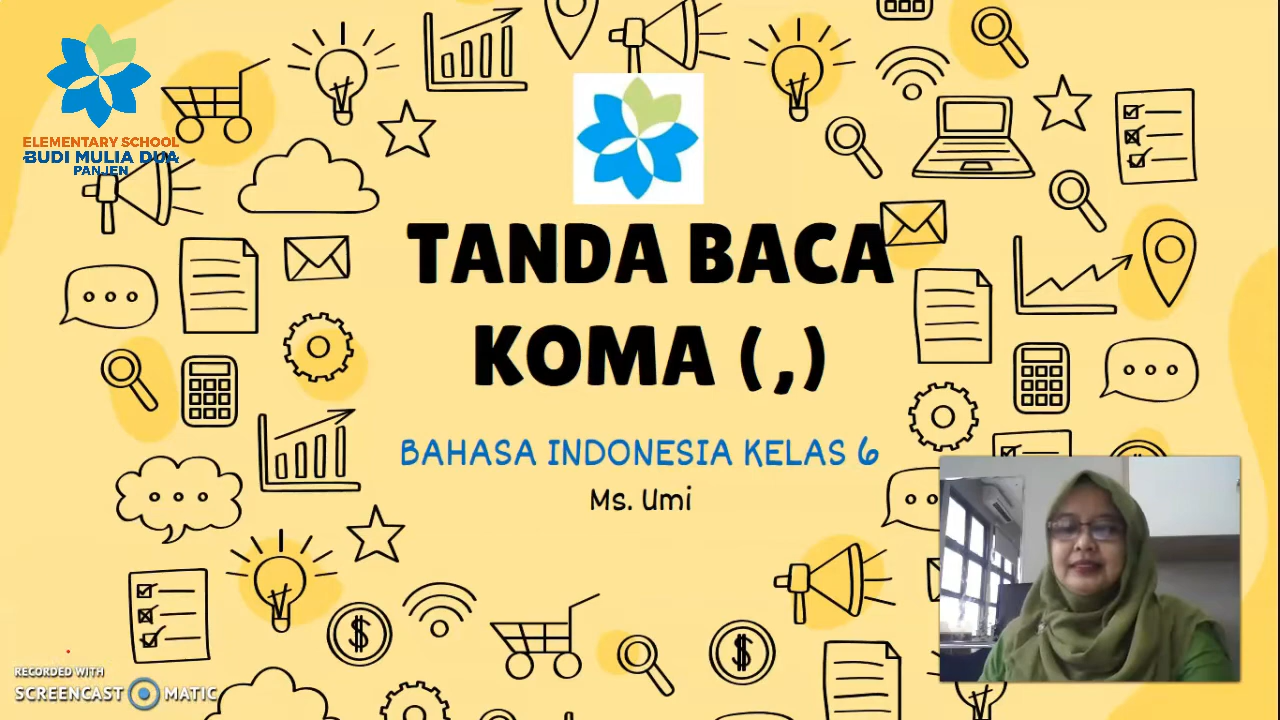 ELEMENTARY SCHOOL
BUDI MULIA DUA
PANJEN
TANDA BACA
KOMA (,)
BAHASA INDONESIA KELAS 6
Ms. Umi
RECORDED WITH
SCREENCAST MATIC